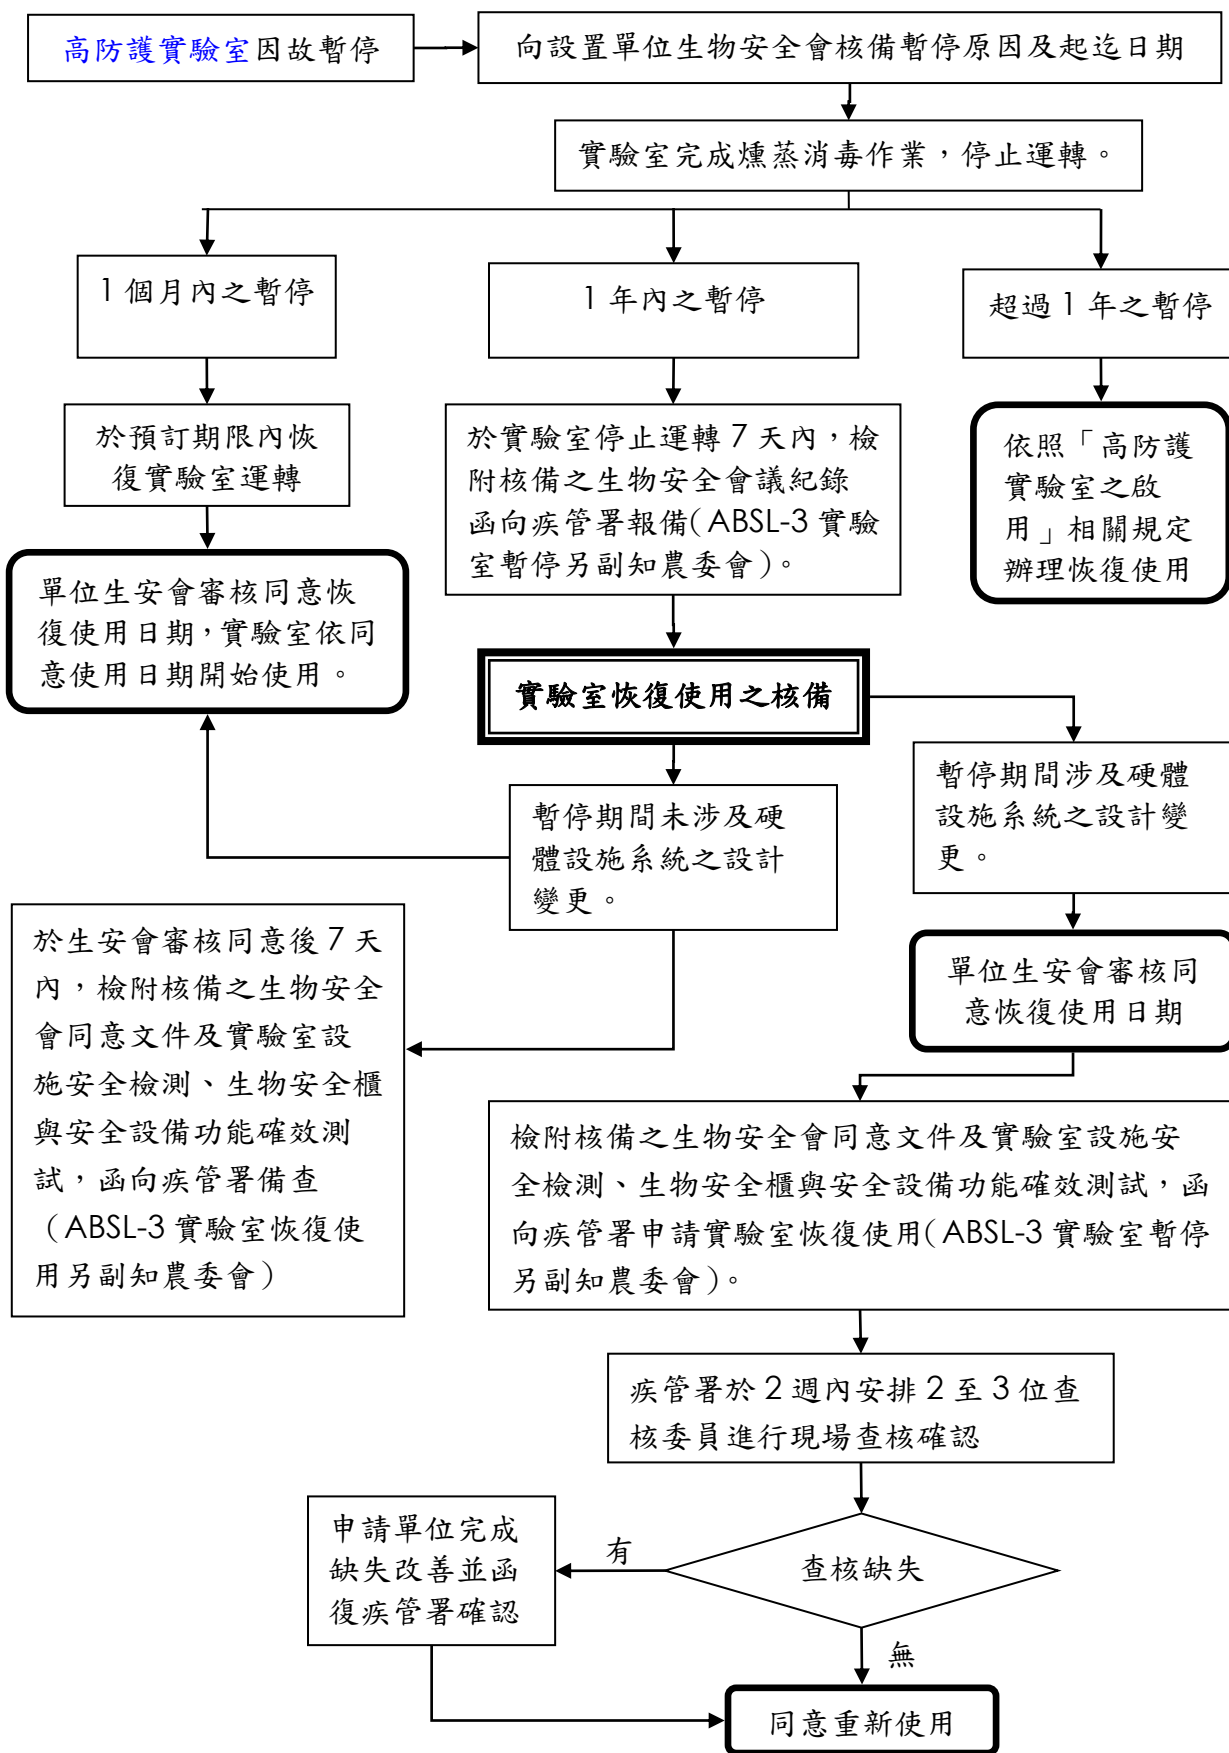 高防護實驗室因故暫停
向設置單位生物安全會核備暫停原因及起迄日期
實驗室完成燻蒸消毒作業，停止運轉。
1 個月內之暫停
1 年內之暫停
超過 1 年之暫停
於預訂期限內恢
復實驗室運轉
於實驗室停止運轉 7 天內，檢
附核備之生物安全會議紀錄
函向疾管署報備(ABSL-3 實驗
室暫停另副知農委會)。
依照「高防護
實驗室之啟
用」相關規定
辦理恢復使用
單位生安會審核同意恢
復使用日期，實驗室依同
意使用日期開始使用。
實驗室恢復使用之核備
暫停期間未涉及硬
體設施系統之設計
變更。
暫停期間涉及硬體
設施系統之設計變
更。
於生安會審核同意後 7 天
內，檢附核備之生物安全
會同意文件及實驗室設
施安全檢測、生物安全櫃
與安全設備功能確效測
試，函向疾管署備查
（ABSL-3 實驗室恢復使
用另副知農委會）
單位生安會審核同
意恢復使用日期
檢附核備之生物安全會同意文件及實驗室設施安
全檢測、生物安全櫃與安全設備功能確效測試，函
向疾管署申請實驗室恢復使用(ABSL-3 實驗室暫停
另副知農委會)。
疾管署於 2 週內安排 2 至 3 位查
核委員進行現場查核確認
查核缺失
有
申請單位完成
缺失改善並函
復疾管署確認
無
同意重新使用